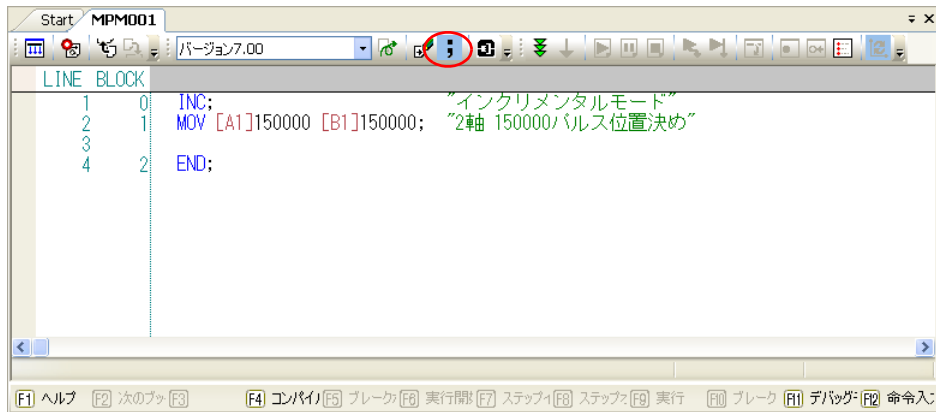 Start MPM001
バージョン7.00
LINE BLOCK
1 0 INC; "インクリメンタルモード"
2 1 MOV [A1]150000 [B1]150000; "2軸 150000パルス位置決め"
3
4 2 END;
F1 ヘルプ F2 次のブッ F3 F4 コンパイル F5 ブレーク F6 実行開 F7 ステップイ F8 ステップ F9 実行 F10 ブレーク F11 デバッグ F12 命令入